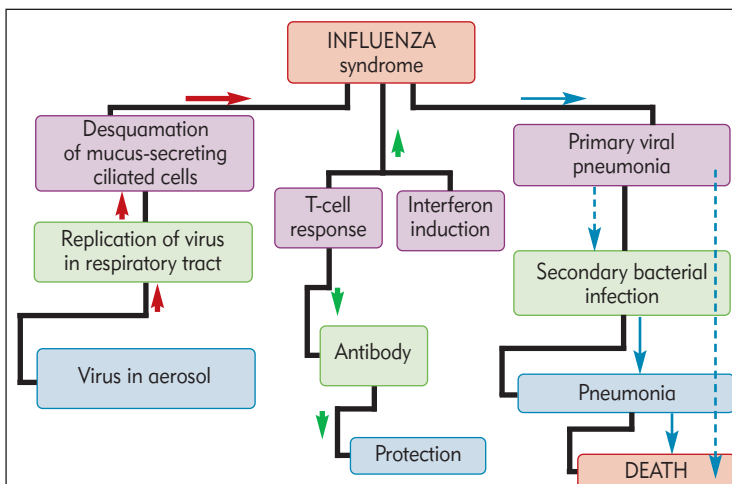 INFLUENZA
syndrome
Desquamation
of mucus-secreting
ciliated cells
Replication of virus
in respiratory tract
Virus in aerosol
T-cell
response
Interferon
induction
Antibody
Protection
Primary viral
pneumonia
Secondary bacterial
infection
Pneumonia
DEATH